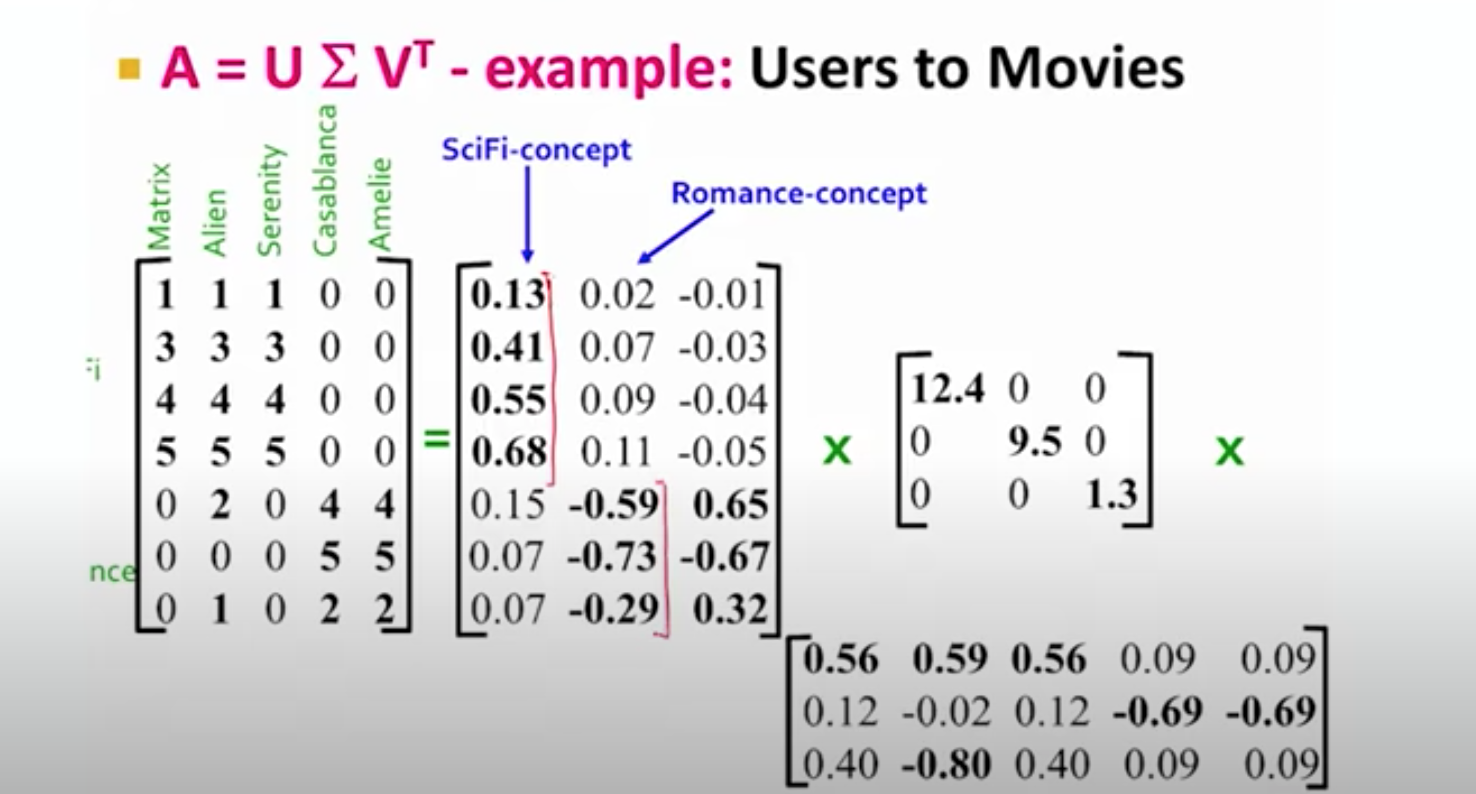 A = U Σ Vᵀ - example: Users to Movies
SciFi-concept
Romance-concept
Matrix
Alien
Serenity
Casablanca
Amelie
1 1 1 0 0
3 3 3 0 0
4 4 4 0 0
5 5 5 0 0
0 2 0 4 4
0 0 0 5 5
0 1 0 2 2
=
0.13 0.02 -0.01
0.41 0.07 -0.03
0.55 0.09 -0.04
0.68 0.11 -0.05
0.15 -0.59 0.65
0.07 -0.73 -0.67
0.07 -0.29 0.32
x
12.4 0 0
0 9.5 0
0 0 1.3
x
0.56 0.59 0.56 0.09 0.09
0.12 -0.02 0.12 -0.69 -0.69
0.40 -0.80 0.40 0.09 0.09
nce